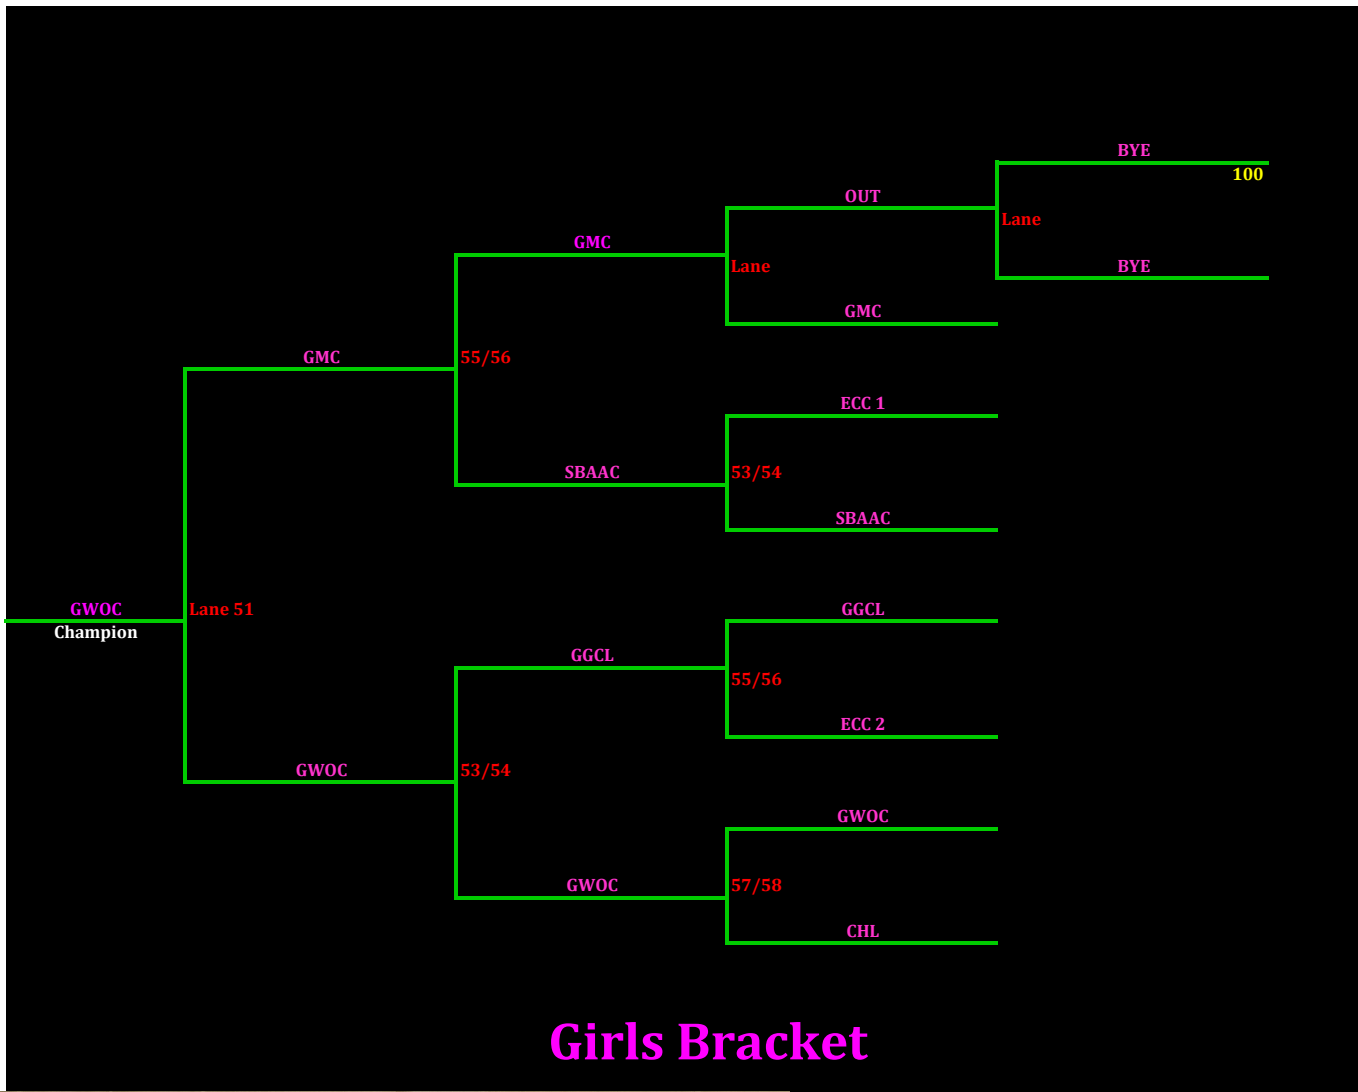 BYE
100
OUT
Lane
GMC
Lane
BYE
GMC
GMC
55/56
ECC 1
SBAAC
53/54
SBAAC
GWOC
Lane 51
GGCL
Champion
GGCL
55/56
ECC 2
GWOC
53/54
GWOC
GWOC
57/58
CHL
Girls Bracket